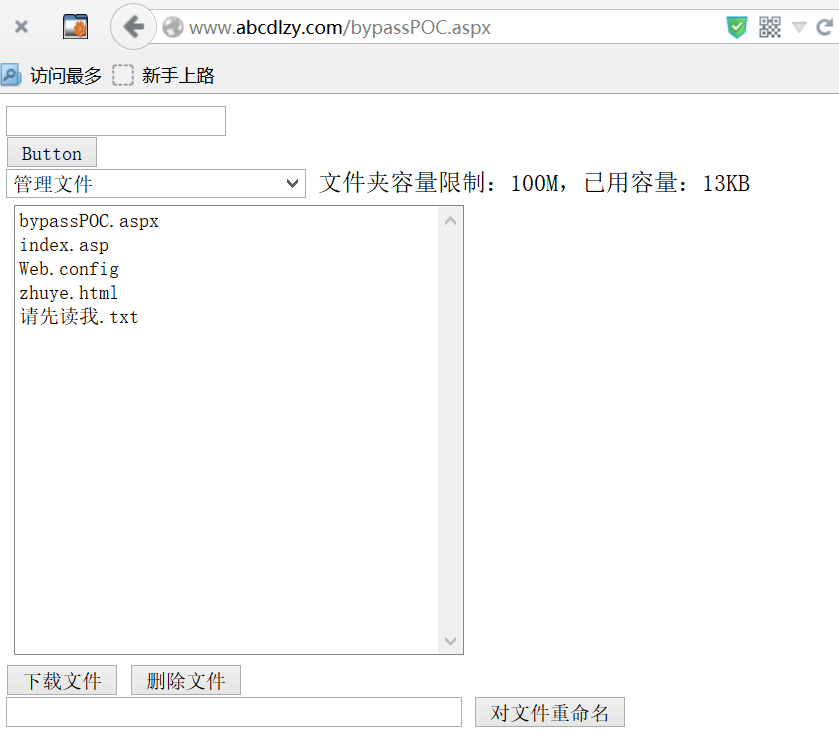 www.abcdlzy.com/bypassPOC.aspx
访问最多 新手上路
Button
管理文件 文件夹容量限制：100M，已用容量：13KB
bypassPOC.aspx
index.asp
Web.config
zhuye.html
请先读我.txt
下载文件 删除文件
对文件重命名